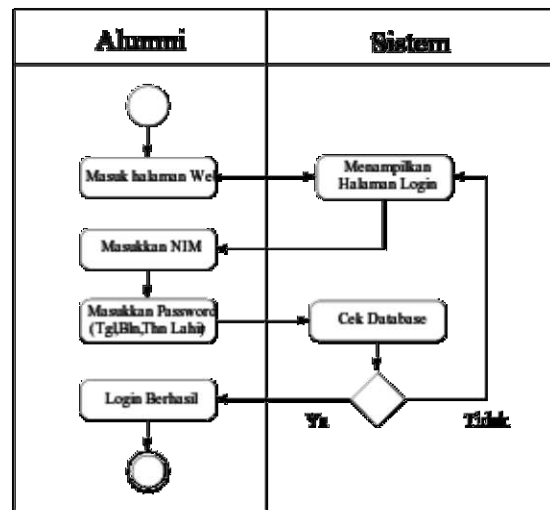 Alumni
Sistem
Masuk halaman We
Menampilkan
Halaman Login
Masukkan NIM
Masukkan Password
(Tgl,Bln,Thn Lahir)
Cek Database
Login Berhasil
Ya
Tidak